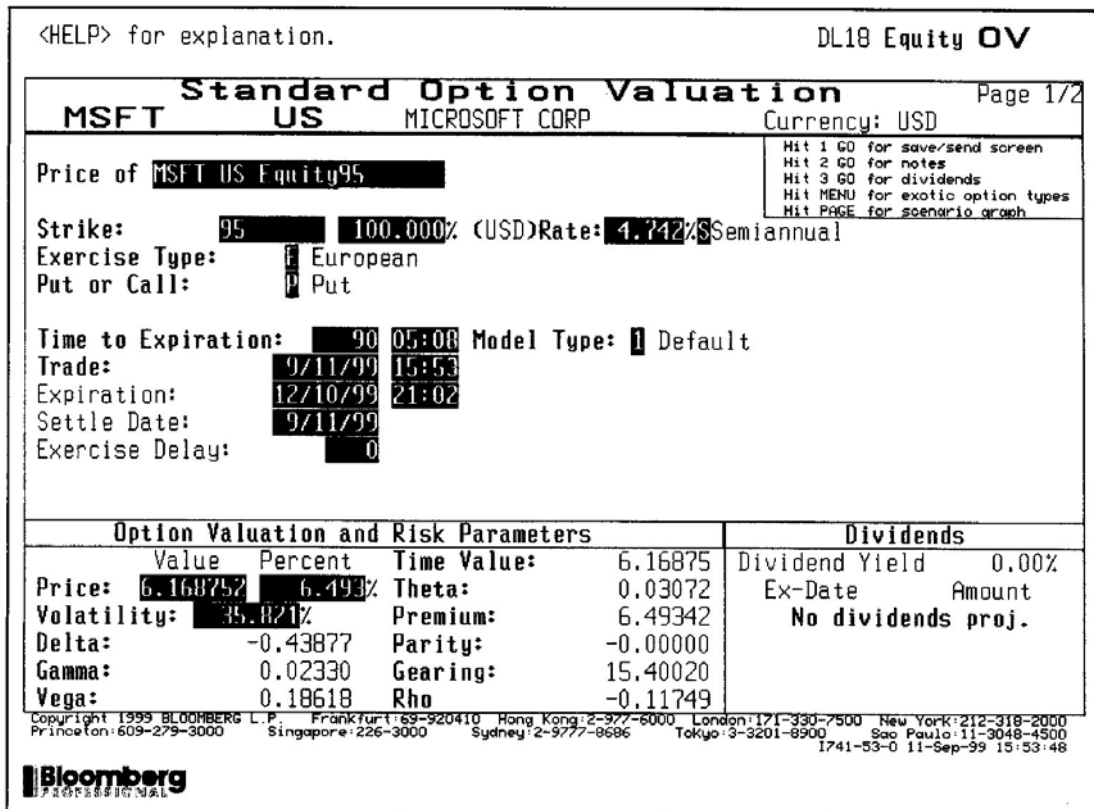 <HELP> for explanation. DL18 Equity OV
Standard Option Valuation Page 1/2
MSFT US MICROSOFT CORP Currency: USD
Hit 1 GO for save/send screen
Hit 2 GO for notes
Hit 3 GO for dividends
Hit MENU for exotic option types
Hit PAGE for scenario graph
Price of MSFT US Equity95
Strike: 95 100.000% (USD)Rate: 4.742%SSemiannual
Exercise Type: E European
Put or Call: P Put
Time to Expiration: 90 05:08 Model Type: 1 Default
Trade: 9/11/99 15:53
Expiration: 12/10/99 21:02
Settle Date: 9/11/99
Exercise Delay: 0
Option Valuation and Risk Parameters Dividends
Value Percent Time Value: 6.16875 Dividend Yield 0.00%
Price: 6.168752 6.493% Theta: 0.03072 Ex-Date Amount
Volatility: 35.821% Premium: 6.49342 No dividends proj.
Delta: -0.43877 Parity: -0.00000
Gamma: 0.02330 Gearing: 15.40020
Vega: 0.18618 Rho -0.11749
Copyright 1999 BLOOMBERG L.P. Frankfurt:69-920410 Hong Kong:2-977-6000 London:171-330-7500 New York:212-318-2000
Princeton:609-279-3000 Singapore:226-3000 Sydney:2-9777-8686 Tokyo:3-3201-8900 Sao Paulo:11-3048-4500
I741-53-0 11-Sep-99 15:53:48
Bloomberg
PROFESSIONAL